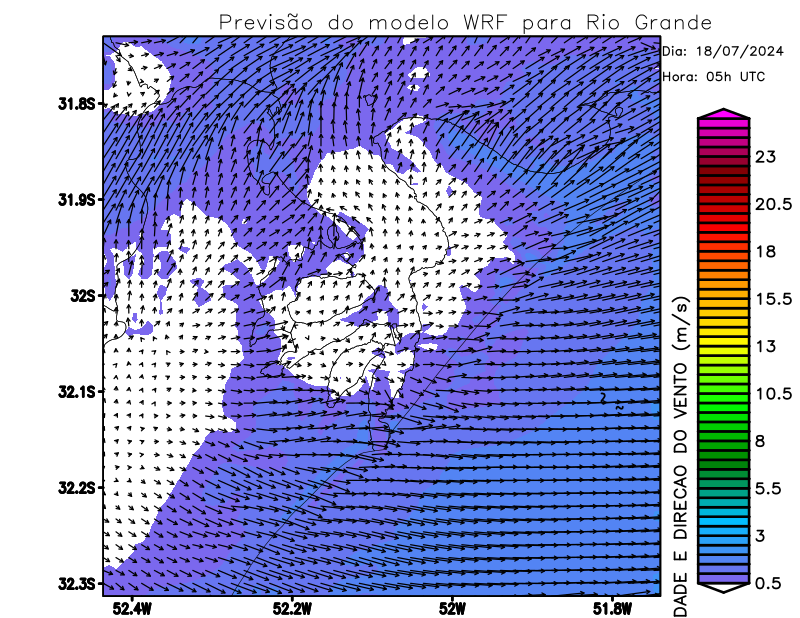 Previsão do modelo WRF para Rio Grande
Dia: 18/07/2024
Hora: 05h UTC
31.8S
31.9S
32S
32.1S
32.2S
32.3S
52.4W
52.2W
52W
51.8W
23
20.5
18
15.5
13
10.5
8
5.5
3
0.5
DADE E DIRECAO DO VENTO (m/s)